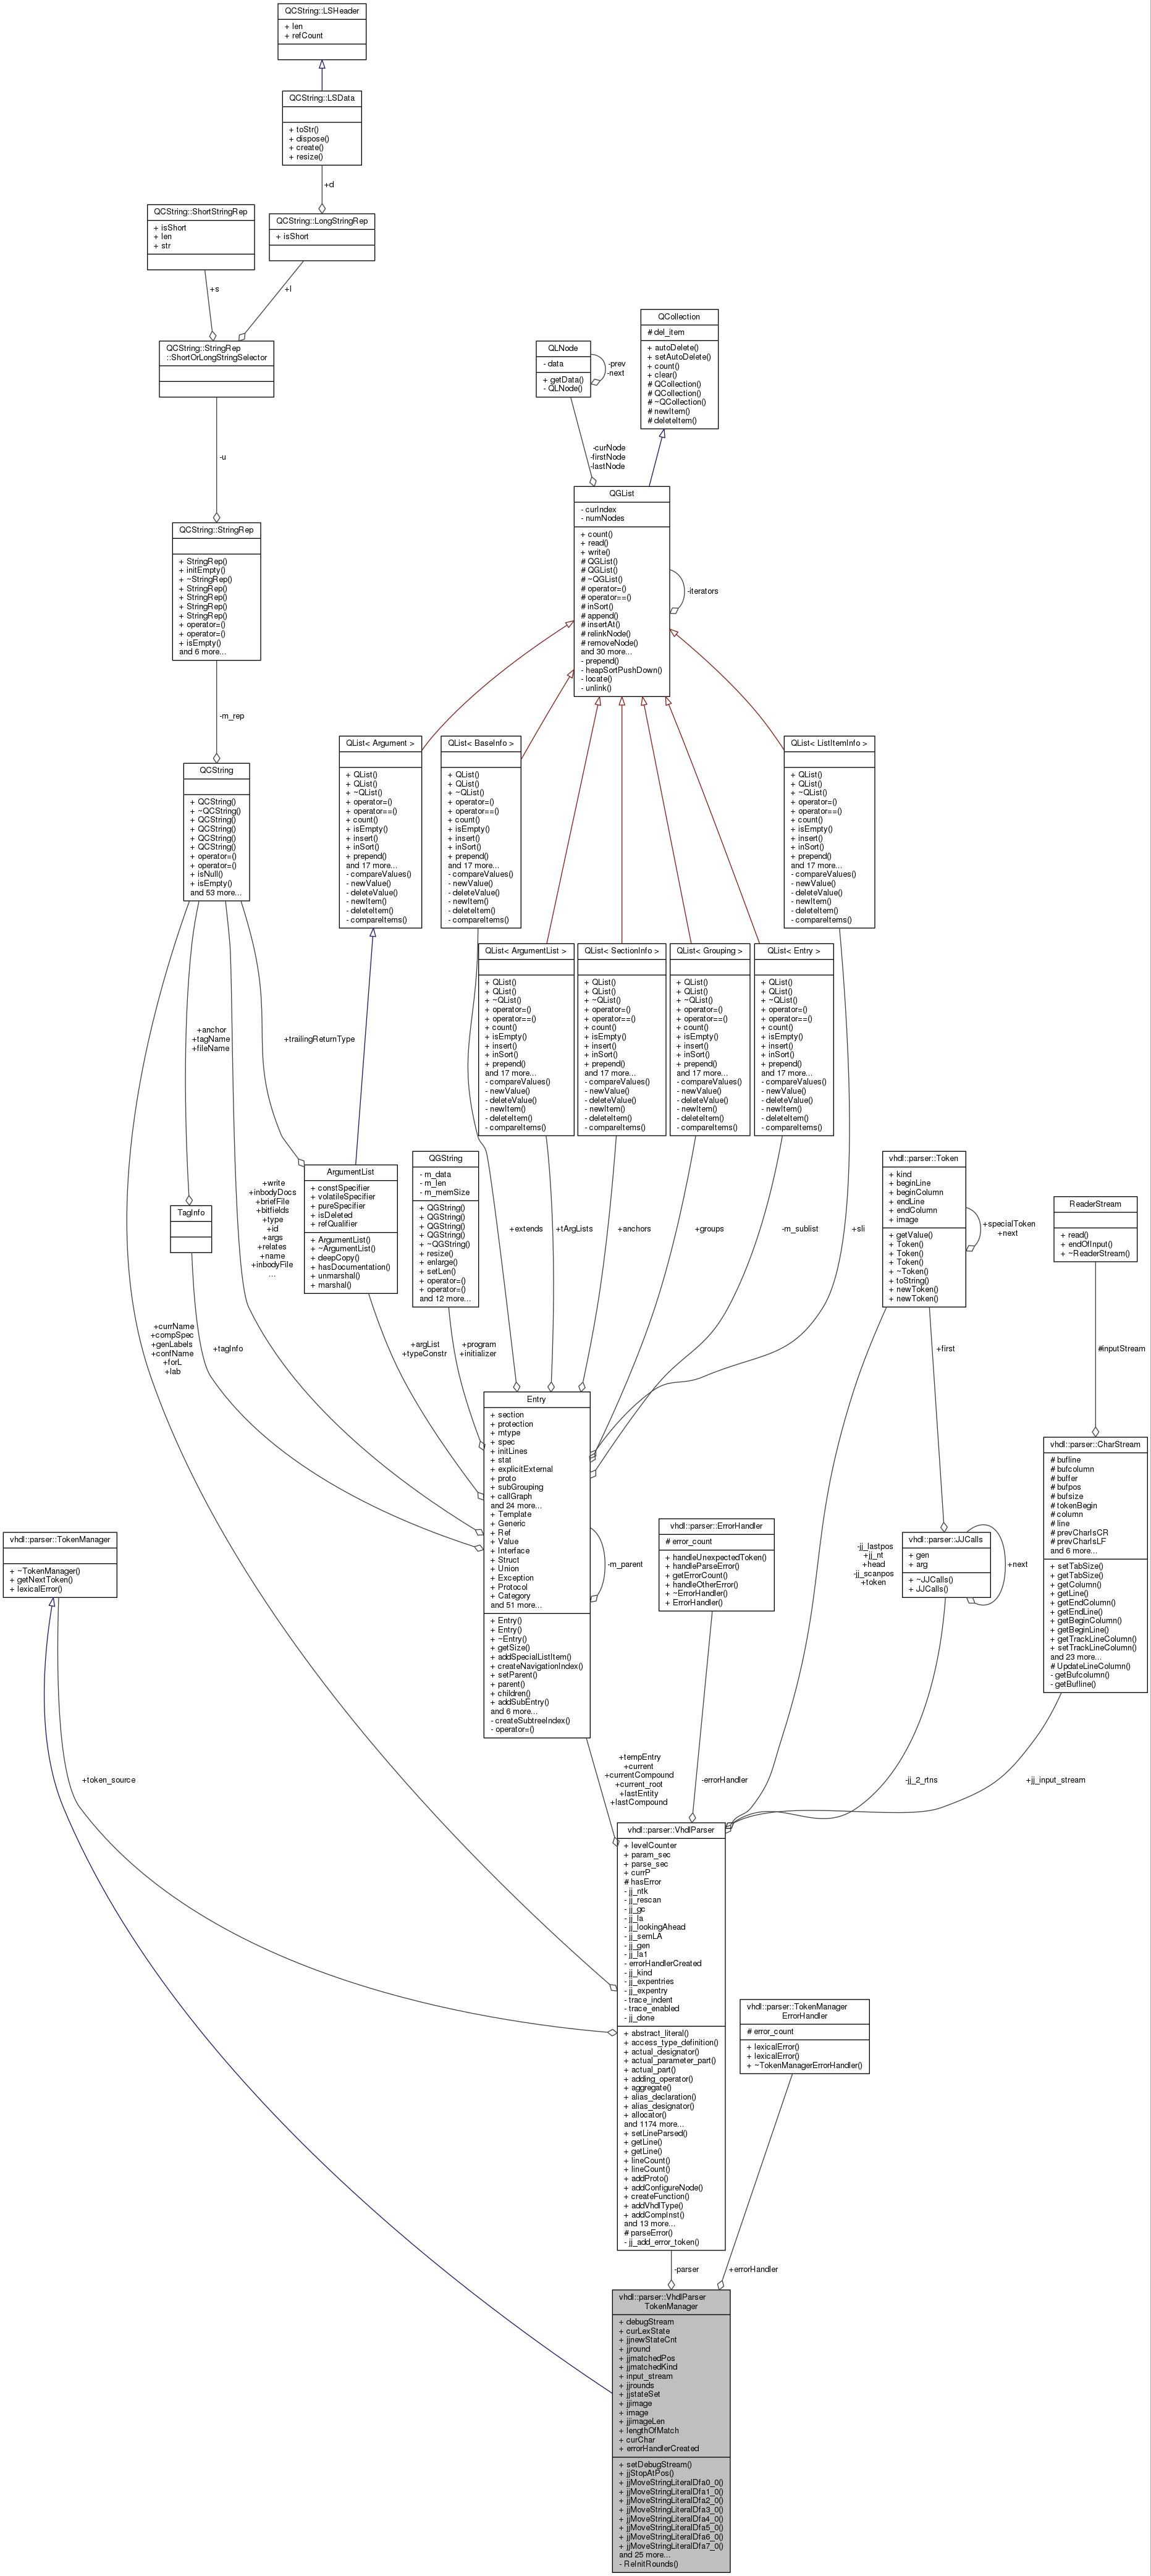 QCString::LSHeader
+ len
+ refCount
QCString::LSData
+ toStr()
+ dispose()
+ create()
+ resize()
+d
QCString::ShortStringRep
+ isShort
+ len
+ str
QCString::LongStringRep
+ isShort
+s
+l
QCString::StringRep
::ShortOrLongStringSelector
-u
QCString::StringRep
+ StringRep()
+ initEmpty()
+ ~StringRep()
+ StringRep()
+ StringRep()
+ StringRep()
+ StringRep()
+ operator=()
+ operator=()
+ isEmpty()
and 6 more...
-m_rep
QCString
+ QCString()
+ ~QCString()
+ QCString()
+ QCString()
+ QCString()
+ QCString()
+ operator=()
+ operator=()
+ isNull()
+ isEmpty()
and 53 more...
QLNode
- data
+ getData()
- QLNode()
-prev
-next
QCollection
# del_item
+ autoDelete()
+ setAutoDelete()
+ count()
+ clear()
# QCollection()
# QCollection()
# ~QCollection()
# newItem()
# deleteItem()
-curNode
-firstNode
-lastNode
QGList
- curIndex
- numNodes
+ count()
+ read()
+ write()
# QGList()
# QGList()
# ~QGList()
# operator=()
# operator==()
# inSort()
# append()
# insertAt()
# relinkNode()
# removeNode()
and 30 more...
- prepend()
- heapSortPushDown()
- locate()
- unlink()
-iterators
QList< Argument >
+ QList()
+ QList()
+ ~QList()
+ operator=()
+ operator==()
+ count()
+ isEmpty()
+ insert()
+ inSort()
+ prepend()
and 17 more...
- compareValues()
- newValue()
- deleteValue()
- newItem()
- deleteItem()
- compareItems()
QList< BaseInfo >
+ QList()
+ QList()
+ ~QList()
+ operator=()
+ operator==()
+ count()
+ isEmpty()
+ insert()
+ inSort()
+ prepend()
and 17 more...
- compareValues()
- newValue()
- deleteValue()
- newItem()
- deleteItem()
- compareItems()
QList< ListItemInfo >
+ QList()
+ QList()
+ ~QList()
+ operator=()
+ operator==()
+ count()
+ isEmpty()
+ insert()
+ inSort()
+ prepend()
and 17 more...
- compareValues()
- newValue()
- deleteValue()
- newItem()
- deleteItem()
- compareItems()
QList< ArgumentList >
+ QList()
+ QList()
+ ~QList()
+ operator=()
+ operator==()
+ count()
+ isEmpty()
+ insert()
+ inSort()
+ prepend()
and 17 more...
- compareValues()
- newValue()
- deleteValue()
- newItem()
- deleteItem()
- compareItems()
QList< SectionInfo >
+ QList()
+ QList()
+ ~QList()
+ operator=()
+ operator==()
+ count()
+ isEmpty()
+ insert()
+ inSort()
+ prepend()
and 17 more...
- compareValues()
- newValue()
- deleteValue()
- newItem()
- deleteItem()
- compareItems()
QList< Grouping >
+ QList()
+ QList()
+ ~QList()
+ operator=()
+ operator==()
+ count()
+ isEmpty()
+ insert()
+ inSort()
+ prepend()
and 17 more...
- compareValues()
- newValue()
- deleteValue()
- newItem()
- deleteItem()
- compareItems()
QList< Entry >
+ QList()
+ QList()
+ ~QList()
+ operator=()
+ operator==()
+ count()
+ isEmpty()
+ insert()
+ inSort()
+ prepend()
and 17 more...
- compareValues()
- newValue()
- deleteValue()
- newItem()
- deleteItem()
- compareItems()
+anchor
+tagName
+fileName
+trailingReturnType
TagInfo
+write
+inbodyDocs
+briefFile
+bitfields
+type
+id
+args
+relates
+name
+inbodyFile
...
ArgumentList
+ constSpecifier
+ volatileSpecifier
+ pureSpecifier
+ isDeleted
+ refQualifier
+ ArgumentList()
+ ~ArgumentList()
+ deepCopy()
+ hasDocumentation()
+ unmarshal()
+ marshal()
QGString
- m_data
- m_len
- m_memSize
+ QGString()
+ QGString()
+ QGString()
+ QGString()
+ ~QGString()
+ resize()
+ enlarge()
+ setLen()
+ operator=()
+ operator=()
and 12 more...
+extends
+tArgLists
+anchors
+groups
-m_sublist
+sli
vhdl::parser::Token
+ kind
+ beginLine
+ beginColumn
+ endLine
+ endColumn
+ image
+ getValue()
+ Token()
+ Token()
+ Token()
+ ~Token()
+ toString()
+ newToken()
+ newToken()
+specialToken
+next
ReaderStream
+ read()
+ endOfInput()
+ ~ReaderStream()
+currName
+compSpec
+genLabels
+confName
+forL
+lab
+tagInfo
+argList
+typeConstr
+program
+initializer
+first
#inputStream
Entry
+ section
+ protection
+ mtype
+ spec
+ initLines
+ stat
+ explicitExternal
+ proto
+ subGrouping
+ callGraph
and 24 more...
+ Template
+ Generic
+ Ref
+ Value
+ Interface
+ Struct
+ Union
+ Exception
+ Protocol
+ Category
and 51 more...
+ Entry()
+ Entry()
+ ~Entry()
+ getSize()
+ addSpecialListItem()
+ createNavigationIndex()
+ setParent()
+ parent()
+ children()
+ addSubEntry()
and 6 more...
- createSubtreeIndex()
- operator=()
-m_parent
vhdl::parser::TokenManager
+ ~TokenManager()
+ getNextToken()
+ lexicalError()
vhdl::parser::ErrorHandler
# error_count
+ handleUnexpectedToken()
+ handleParseError()
+ getErrorCount()
+ handleOtherError()
+ ~ErrorHandler()
+ ErrorHandler()
-jj_lastpos
+jj_nt
+head
-jj_scanpos
+token
vhdl::parser::JJCalls
+ gen
+ arg
+ ~JJCalls()
+ JJCalls()
+next
vhdl::parser::CharStream
# bufline
# bufcolumn
# buffer
# bufpos
# bufsize
# tokenBegin
# column
# line
# prevCharIsCR
# prevCharIsLF
and 6 more...
+ setTabSize()
+ getTabSize()
+ getColumn()
+ getLine()
+ getEndColumn()
+ getEndLine()
+ getBeginColumn()
+ getBeginLine()
+ getTrackLineColumn()
+ setTrackLineColumn()
and 23 more...
# UpdateLineColumn()
- getBufcolumn()
- getBufline()
+token_source
+tempEntry
+current
+currentCompound
+current_root
+lastEntity
+lastCompound
-errorHandler
-jj_2_rtns
+jj_input_stream
vhdl::parser::VhdlParser
+ levelCounter
+ param_sec
+ parse_sec
+ currP
# hasError
- jj_ntk
- jj_rescan
- jj_gc
- jj_la
- jj_lookingAhead
- jj_semLA
- jj_gen
- jj_la1
- errorHandlerCreated
- jj_kind
- jj_expentries
- jj_expentry
- trace_indent
- trace_enabled
- jj_done
+ abstract_literal()
+ access_type_definition()
+ actual_designator()
+ actual_parameter_part()
+ actual_part()
+ adding_operator()
+ aggregate()
+ alias_declaration()
+ alias_designator()
+ allocator()
and 1174 more...
+ setLineParsed()
+ getLine()
+ getLine()
+ lineCount()
+ lineCount()
+ addProto()
+ addConfigureNode()
+ createFunction()
+ addVhdlType()
+ addCompInst()
and 13 more...
# parseError()
- jj_add_error_token()
vhdl::parser::TokenManager
ErrorHandler
# error_count
+ lexicalError()
+ lexicalError()
+ ~TokenManagerErrorHandler()
-parser
+errorHandler
vhdl::parser::VhdlParser
TokenManager
+ debugStream
+ curLexState
+ jjnewStateCnt
+ jjround
+ jjmatchedPos
+ jjmatchedKind
+ input_stream
+ jjrounds
+ jjstateSet
+ jjimage
+ image
+ jjimageLen
+ lengthOfMatch
+ curChar
+ errorHandlerCreated
+ setDebugStream()
+ jjStopAtPos()
+ jjMoveStringLiteralDfa0_0()
+ jjMoveStringLiteralDfa1_0()
+ jjMoveStringLiteralDfa2_0()
+ jjMoveStringLiteralDfa3_0()
+ jjMoveStringLiteralDfa4_0()
+ jjMoveStringLiteralDfa5_0()
+ jjMoveStringLiteralDfa6_0()
+ jjMoveStringLiteralDfa7_0()
and 25 more...
- ReInitRounds()